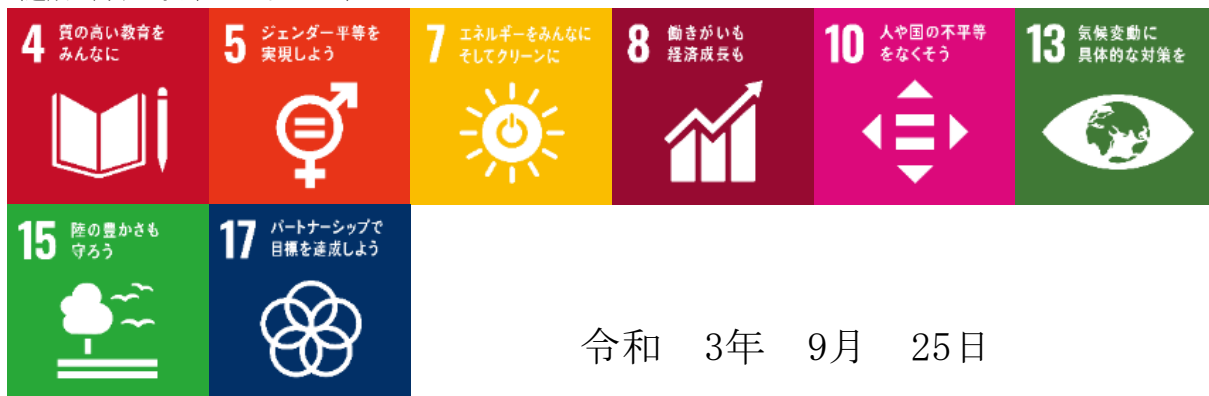 4 質の高い教育を
みんなに
5 ジェンダー平等を
実現しよう
7 エネルギーをみんなに
そしてクリーンに
8 働きがいも
経済成長も
10 人や国の不平等
をなくそう
13 気候変動に
具体的な対策を
15 陸の豊かさも
守ろう
17 パートナーシップで
目標を達成しよう
令和 3年 9月 25日